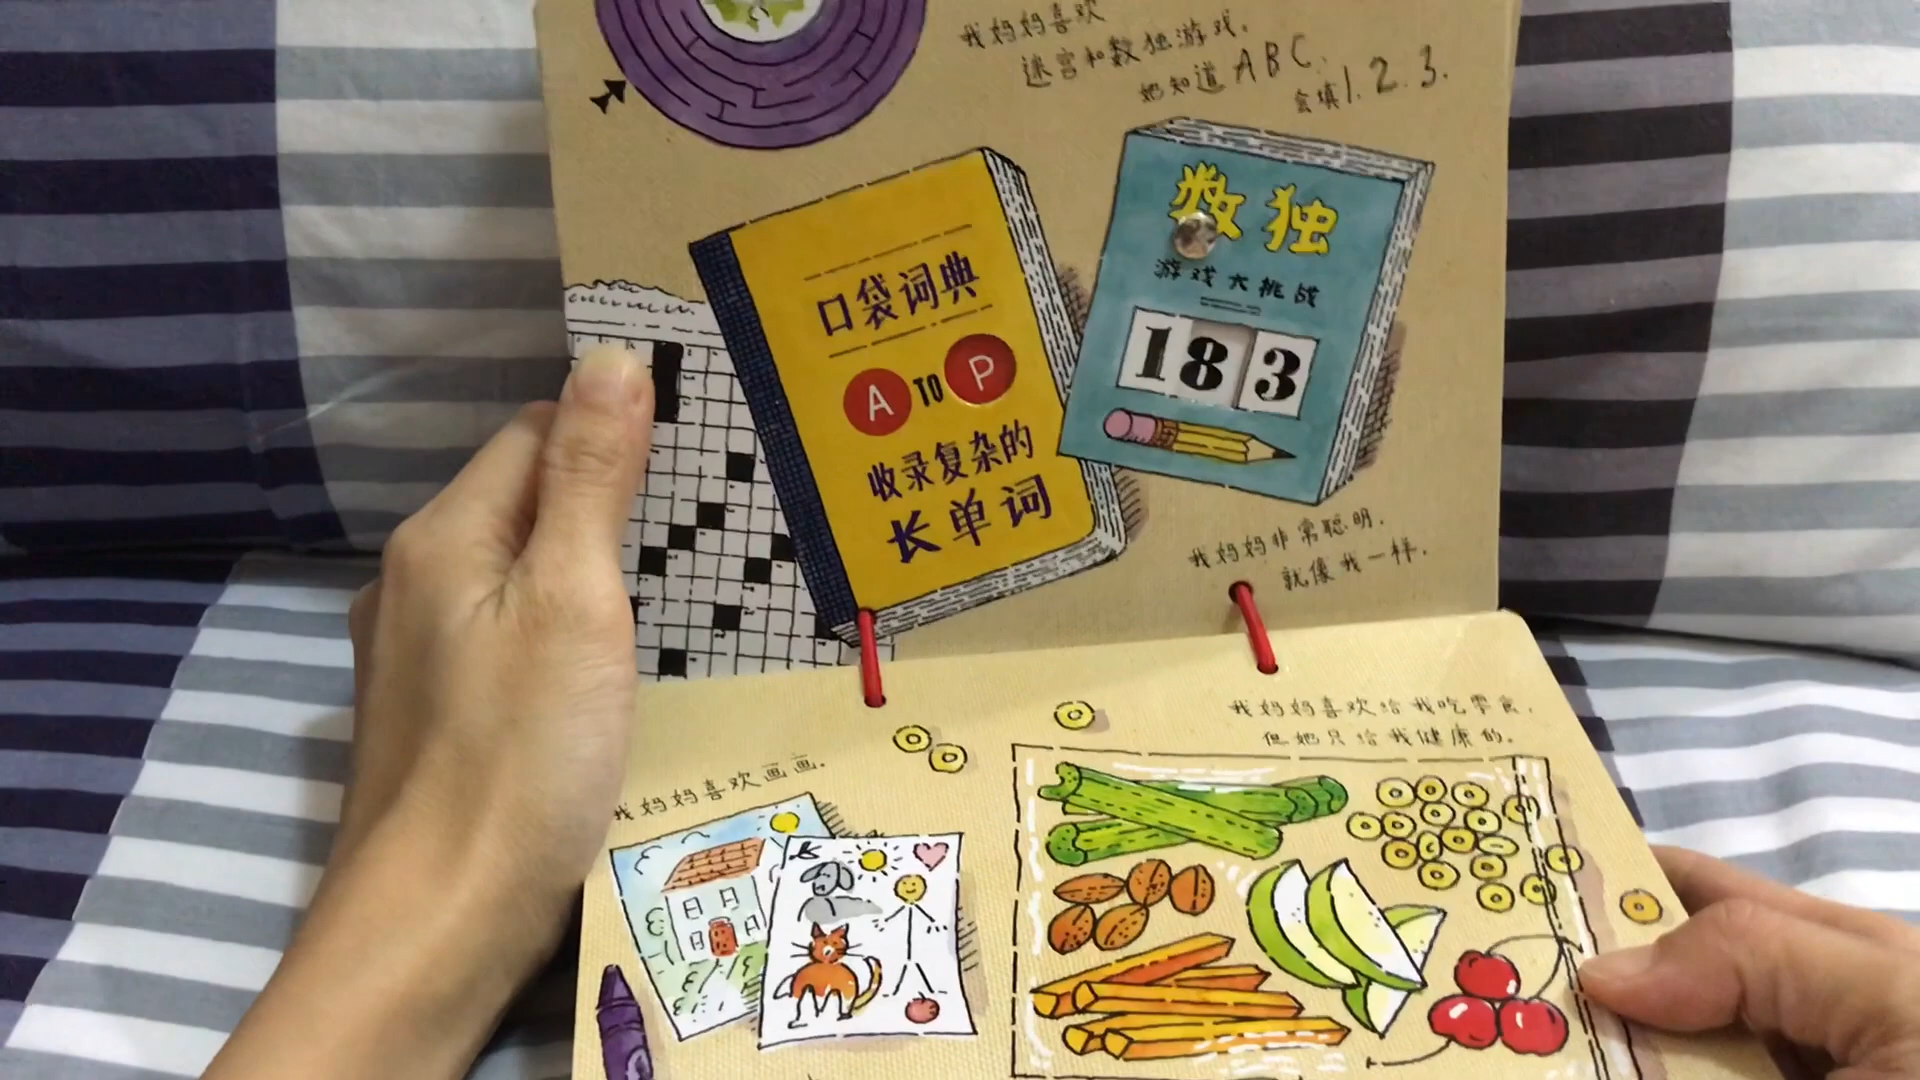 我妈妈喜欢
迷宫和数独游戏.
她知道ABC,
会填1.2.3.
口袋词典
A TO P
收录复杂的
长单词
数独
游戏大挑战
183
我妈妈非常聪明.
就像我一样.
我妈妈喜欢画画.
我妈妈喜欢给我吃零食,
但她只给我健康的.